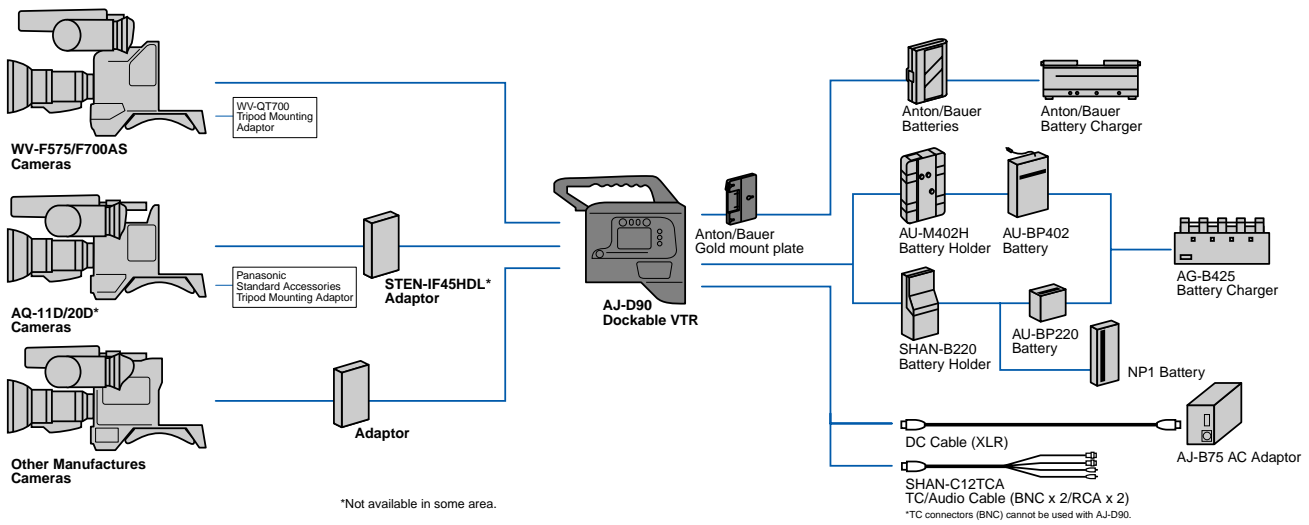 WV-QT700
Tripod Mounting
Adaptor
WV-F575/F700AS
Cameras
Panasonic
Standard Accessories
Tripod Mounting Adaptor
STEN-IF45HDL*
Adaptor
AQ-11D/20D*
Cameras
Adaptor
Other Manufactures
Cameras
*Not available in some area.
AJ-D90
Dockable VTR
Anton/Bauer
Gold mount plate
Anton/Bauer
Batteries
Anton/Bauer
Battery Charger
AU-M402H
Battery Holder
AU-BP402
Battery
AG-B425
Battery Charger
SHAN-B220
Battery Holder
AU-BP220
Battery
NP1 Battery
DC Cable (XLR)
AJ-B75 AC Adaptor
SHAN-C12TCA
TC/Audio Cable (BNC x 2/RCA x 2)
*TC connectors (BNC) cannot be used with AJ-D90.